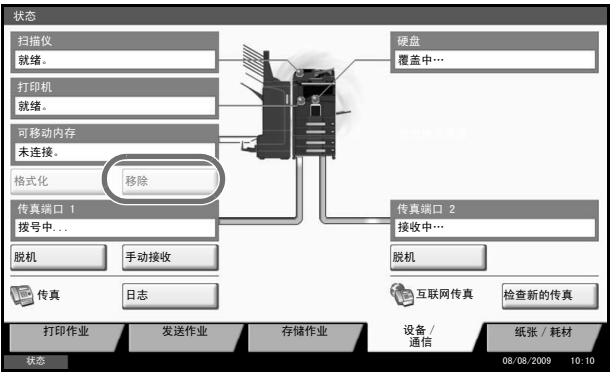 状态
扫描仪
就绪。
硬盘
覆盖中…
打印机
就绪。
可移动内存
未连接。
格式化
移除
传真端口 1
拨号中...
传真端口 2
接收中…
脱机
手动接收
脱机
传真
日志
互联网传真
检查新的传真
打印作业
发送作业
存储作业
设备 /
通信
纸张 / 耗材
状态
08/08/2009 10:10